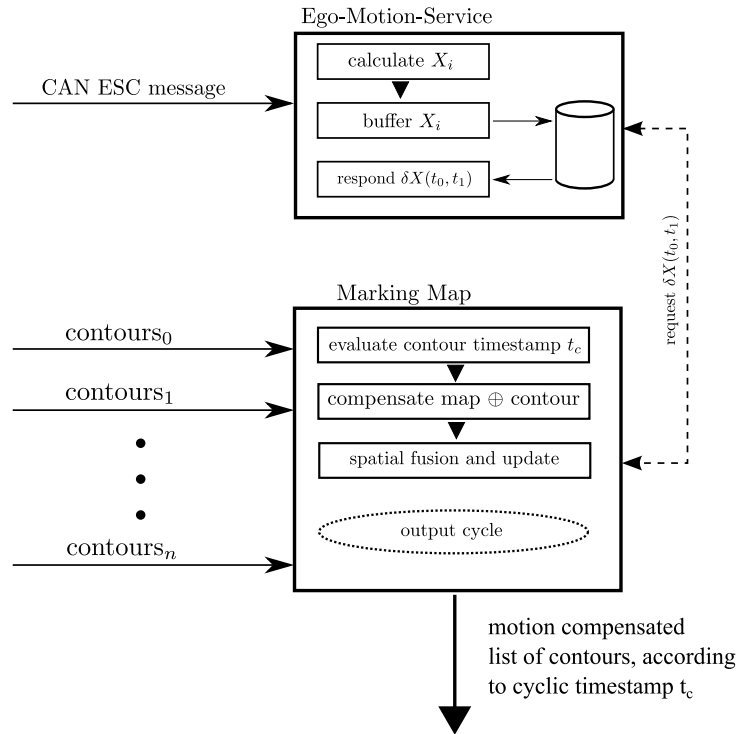 Ego-Motion-Service
calculate X_i
CAN ESC message
buffer X_i
respond δX(t_0, t_1)
request δX(t_0, t_1)
Marking Map
contours_0
evaluate contour timestamp t_c
contours_1
compensate map ⊕ contour
spatial fusion and update
output cycle
contours_n
motion compensated
list of contours, according
to cyclic timestamp t_c